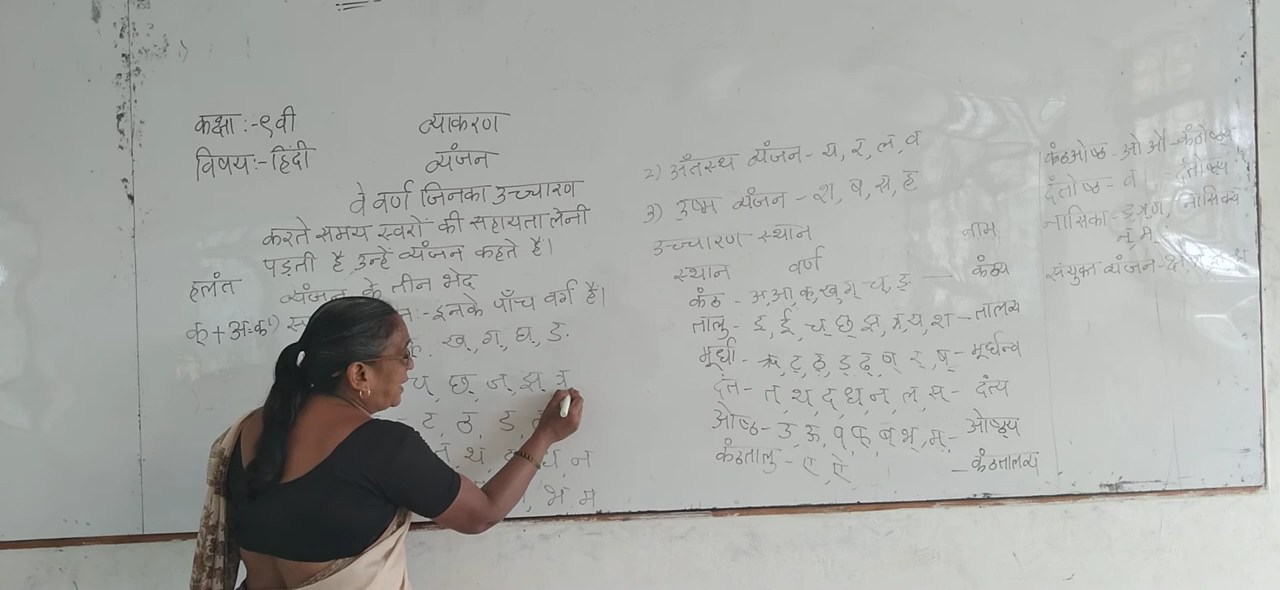 कक्षा :-९वी
व्याकरण
विषय:-हिंदी
व्यंजन
वे वर्ण जिनका उच्चारण
करते समय स्वरों की सहायता लेनी
पड़ती है, उन्हें व्यंजन कहते हैं।
हलंत
व्यंजन के तीन भेद
क् + अ=क
१)
:-इनके पाँच वर्ग हैं।
ख्, ग्, घ्, ङ
च्, छ्, ज्, झ्, ञ्
ट, ठ, ड,
त, थ, ध, न
भ म
२) अंतस्थ व्यंजन - य, र, ल, व
३) उष्म व्यंजन - श, ष, स, ह
उच्चारण स्थान
स्थान वर्ण नाम
कंठ - अ, आ, क्, ख्, ग्, घ्, ङ — कंठ्य
तालु - इ, ई, च्, छ्, झ्, ञ्, य, श - तालव्य
मूर्धा - ऋ, ट्, ठ्, ड्, ढ्, ण्, र्, ष् - मूर्धन्य
दंत - त्, थ्, द्, ध्, न्, ल्, स् - दंत्य
ओष्ठ - उ, ऊ, प्, फ्, ब्, भ्, म् - ओष्ठ्य
कंठतालु - ए, ऐ — कंठतालव्य
कंठओष्ठ - ओ औ - कंठोष्ठ्य
दंतोष्ठ - व - दंतोष्ठ्य
नासिका - ङ, ञ, ण, नासिक्य
न, म
संयुक्त व्यंजन - क्ष,